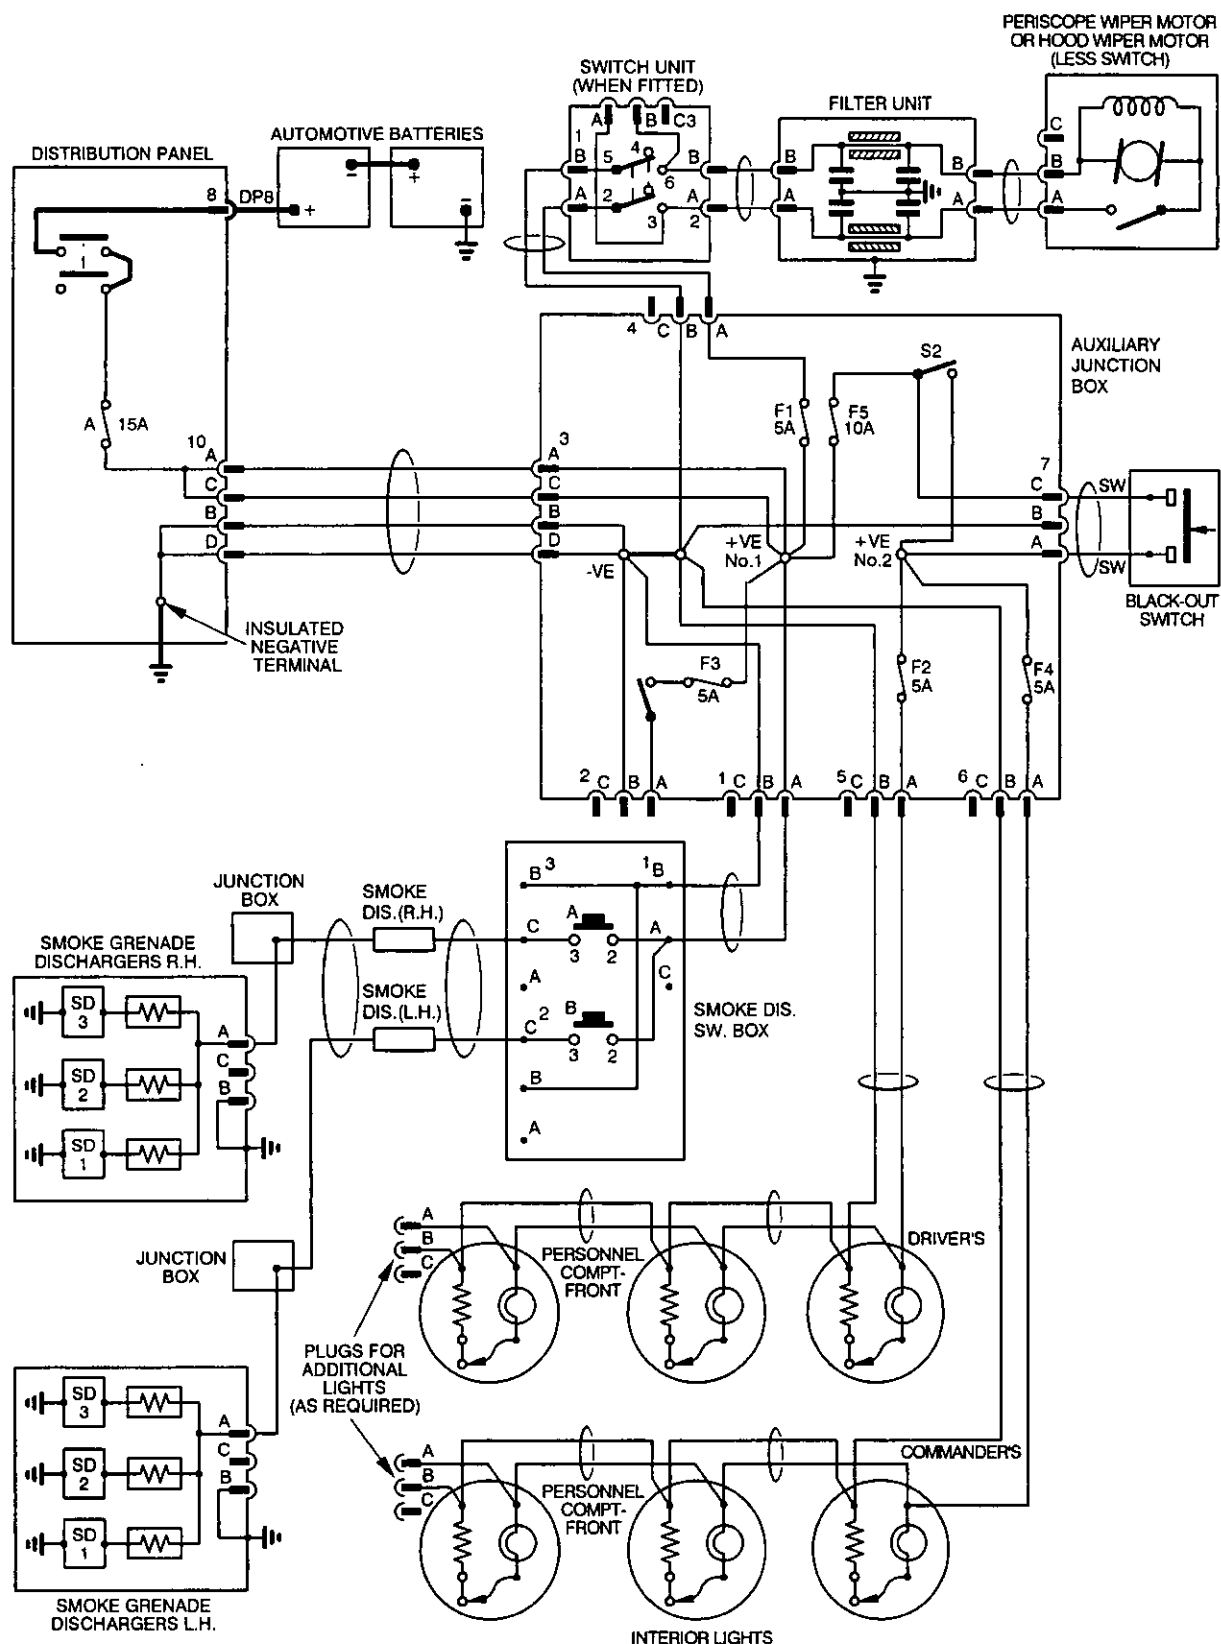 PERISCOPE WIPER MOTOR
OR HOOD WIPER MOTOR
(LESS SWITCH)
SWITCH UNIT
(WHEN FITTED)
FILTER UNIT
AUTOMOTIVE BATTERIES
DISTRIBUTION PANEL
A B C3
1 4
B 5 6 B B B B C
A 2 3 A A A A B
2 A
8 DP8 + - + -
1
A 15A
4 C B A
S2
AUXILIARY
JUNCTION
BOX
F1
5A
F5
10A
10 A
C
B
D
3
A
C
B
D
7
C SW
B
A SW
-VE
+VE
No.1
+VE
No.2
BLACK-OUT
SWITCH
INSULATED
NEGATIVE
TERMINAL
F3
5A
F2
5A
F4
5A
2 C B A
1 C B A
5 C B A
6 C B A
JUNCTION
BOX
SMOKE
DIS.(R.H.)
B 3 1 B
C A 3 2 A
A C
SMOKE GRENADE
DISCHARGERS R.H.
SMOKE
DIS.(L.H.)
2
C B 3 2
B
A
SMOKE DIS.
SW. BOX
SD
3
SD
2
SD
1
A
C
B
JUNCTION
BOX
A
B
C
PERSONNEL
COMPT-
FRONT
DRIVER'S
PLUGS FOR
ADDITIONAL
LIGHTS
(AS REQUIRED)
SD
3
SD
2
SD
1
A
C
B
A
B
C
PERSONNEL
COMPT-
FRONT
COMMANDER'S
SMOKE GRENADE
DISCHARGERS L.H.
INTERIOR LIGHTS